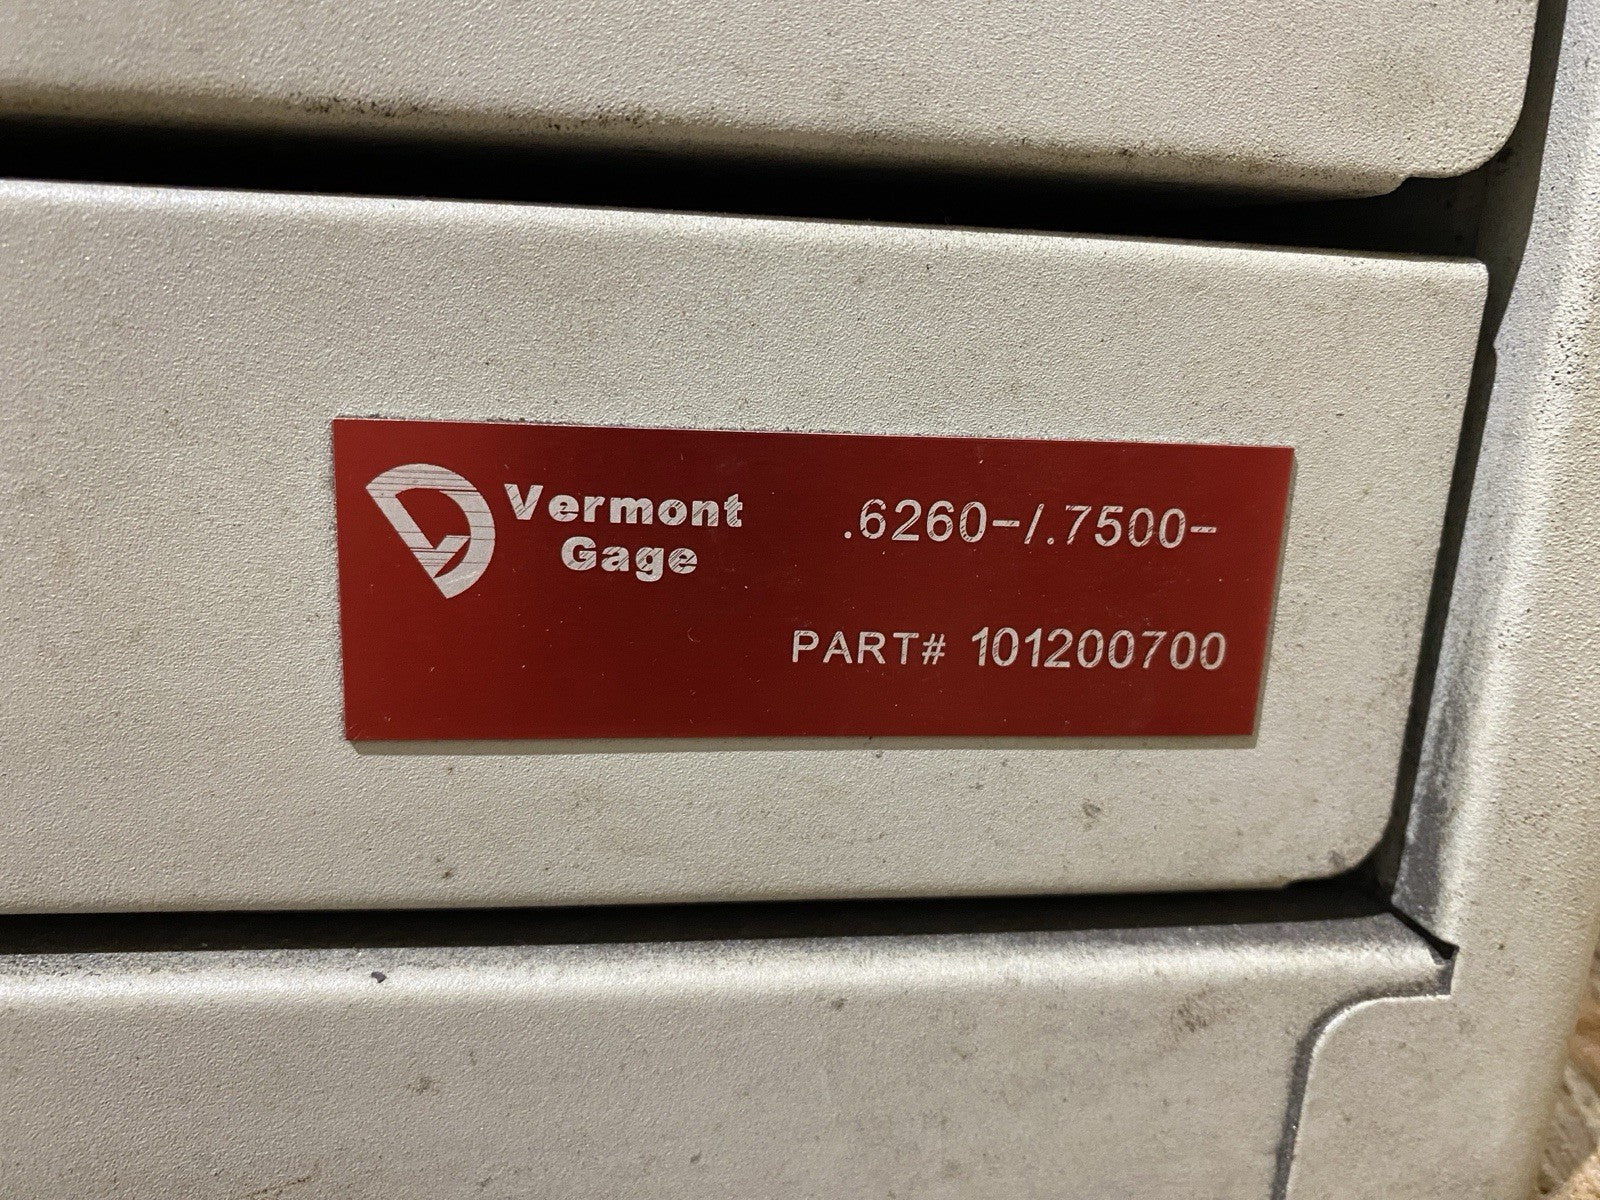 Vermont
Gage
.6260-/.7500-
PART# 101200700